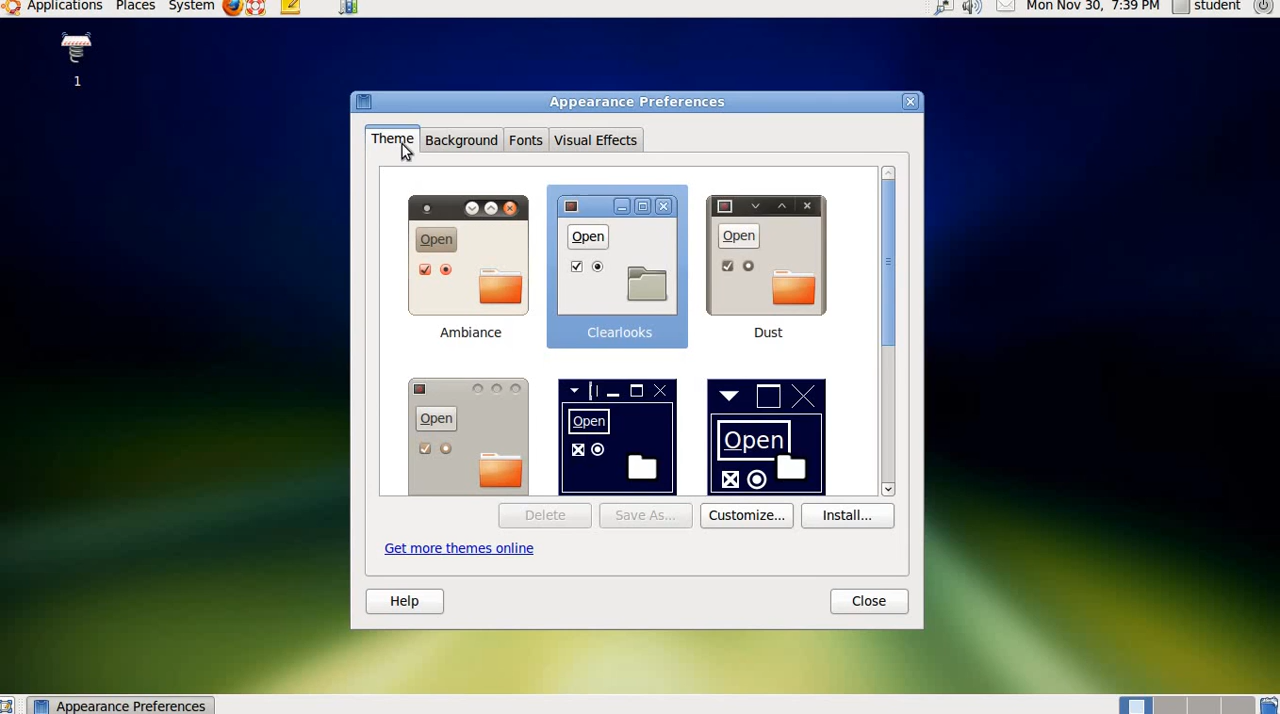 Applications Places System Mon Nov 30, 7:39 PM student
1
Appearance Preferences
Theme Background Fonts Visual Effects
Open Open Open
Ambiance Clearlooks Dust
Open Open Open
Delete Save As... Customize... Install...
Get more themes online
Help Close
Appearance Preferences